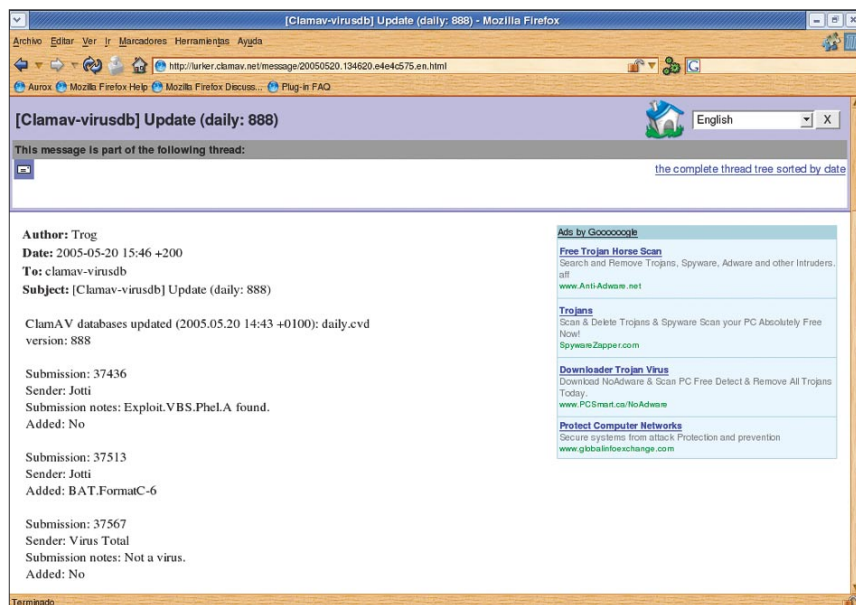 [Clamav-virusdb] Update (daily: 888) - Mozilla Firefox
Archivo Editar Ver Ir Marcadores Herramientas Ayuda
http://lurker.clamav.net/message/20050520.134620.e4e4c575.en.html
Aurox Mozilla Firefox Help Mozilla Firefox Discuss... Plug-in FAQ
[Clamav-virusdb] Update (daily: 888)
English
X
This message is part of the following thread:
the complete thread tree sorted by date
Author: Trog
Date: 2005-05-20 15:46 +200
To: clamav-virusdb
Subject: [Clamav-virusdb] Update (daily: 888)
ClamAV databases updated (2005.05.20 14:43 +0100): daily.cvd
version: 888
Submission: 37436
Sender: Jotti
Submission notes: Exploit.VBS.Phel.A found.
Added: No
Submission: 37513
Sender: Jotti
Added: BAT.FormatC-6
Submission: 37567
Sender: Virus Total
Submission notes: Not a virus.
Added: No
Ads by Goooooogle
Free Trojan Horse Scan
Search and Remove Trojans, Spyware, Adware and other Intruders.
aff
www.Anti-Adware.net
Trojans
Scan & Delete Trojans & Spyware Scan your PC Absolutely Free
Now!
SpywareZapper.com
Downloader Trojan Virus
Download NoAdware & Scan PC Free Detect & Remove All Trojans
Today.
www.PCSmart.ca/NoAdware
Protect Computer Networks
Secure systems from attack Protection and prevention
www.globalinfoexchange.com
Terminado